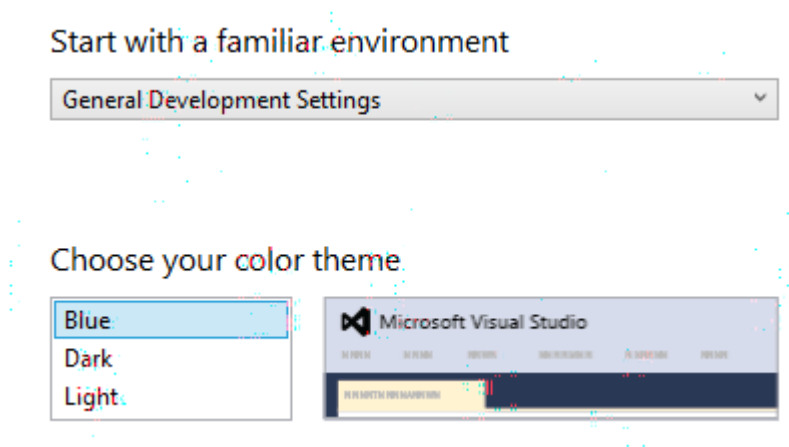 Start with a familiar environment
General Development Settings
Choose your color theme
Blue
Dark
Light
Microsoft Visual Studio